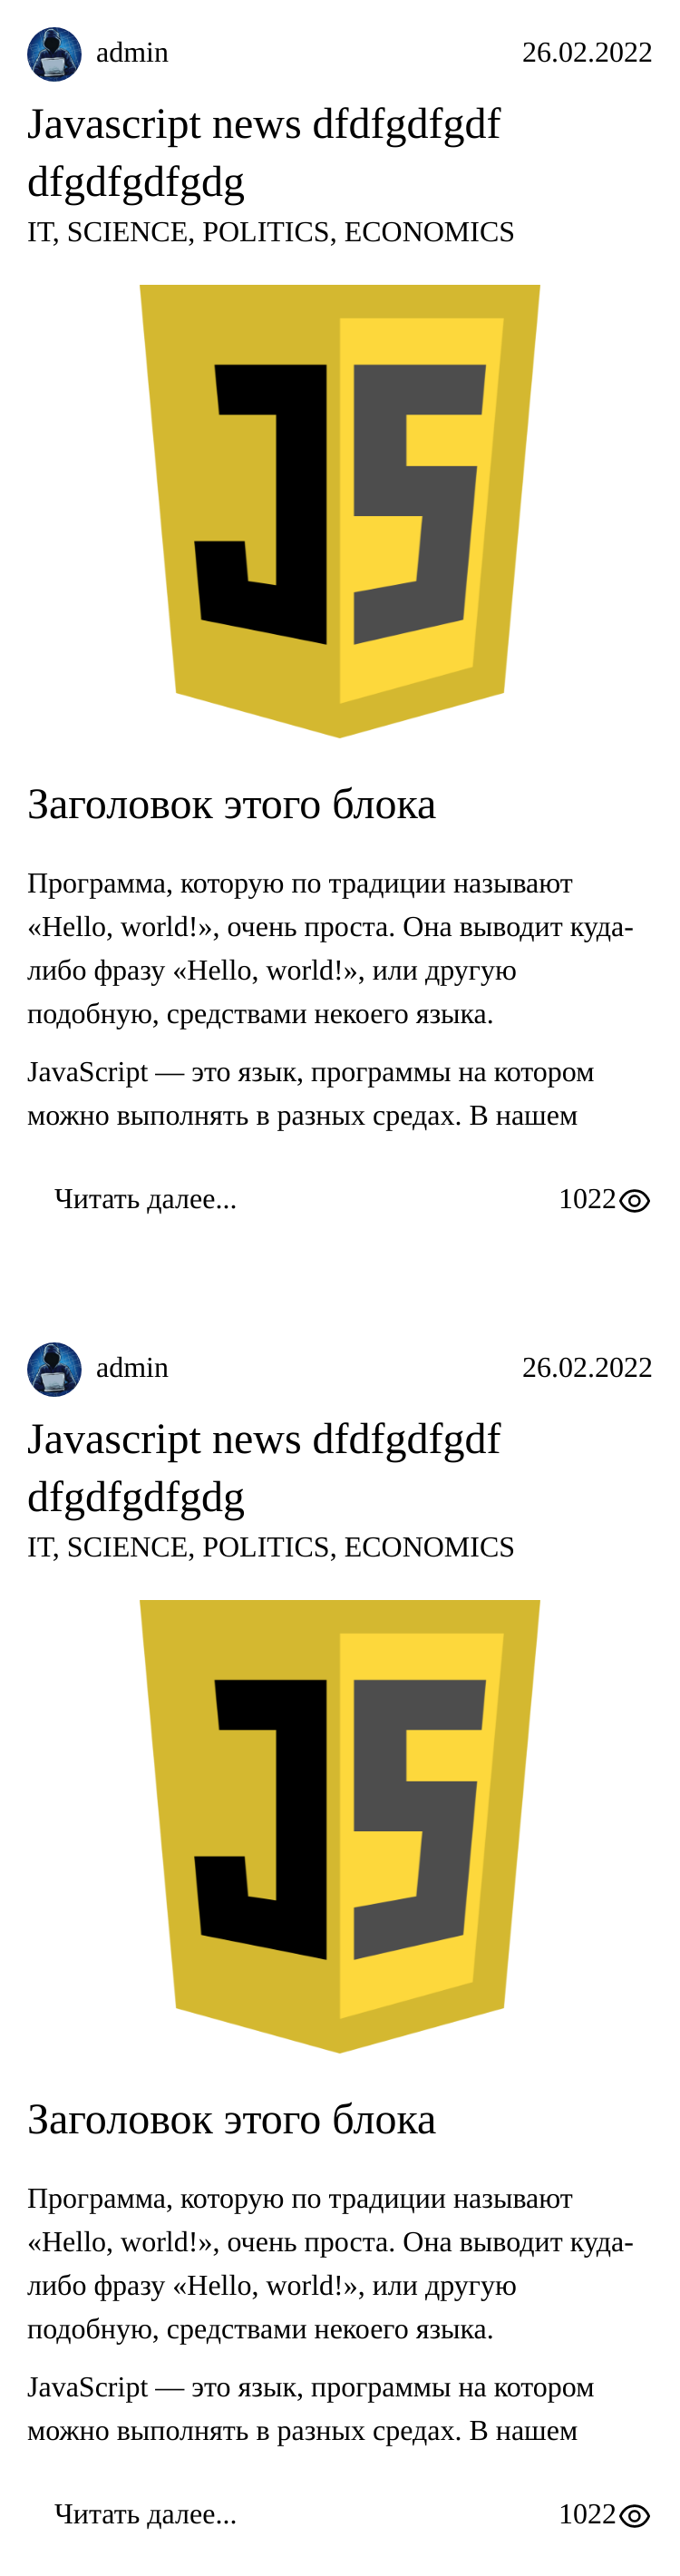 admin 26.02.2022
Javascript news dfdfgdfgdf
dfgdfgdfgdg
IT, SCIENCE, POLITICS, ECONOMICS
JS
Заголовок этого блока
Программа, которую по традиции называют
«Hello, world!», очень проста. Она выводит куда-
либо фразу «Hello, world!», или другую
подобную, средствами некоего языка.
JavaScript — это язык, программы на котором
можно выполнять в разных средах. В нашем
Читать далее... 1022
admin 26.02.2022
Javascript news dfdfgdfgdf
dfgdfgdfgdg
IT, SCIENCE, POLITICS, ECONOMICS
JS
Заголовок этого блока
Программа, которую по традиции называют
«Hello, world!», очень проста. Она выводит куда-
либо фразу «Hello, world!», или другую
подобную, средствами некоего языка.
JavaScript — это язык, программы на котором
можно выполнять в разных средах. В нашем
Читать далее... 1022